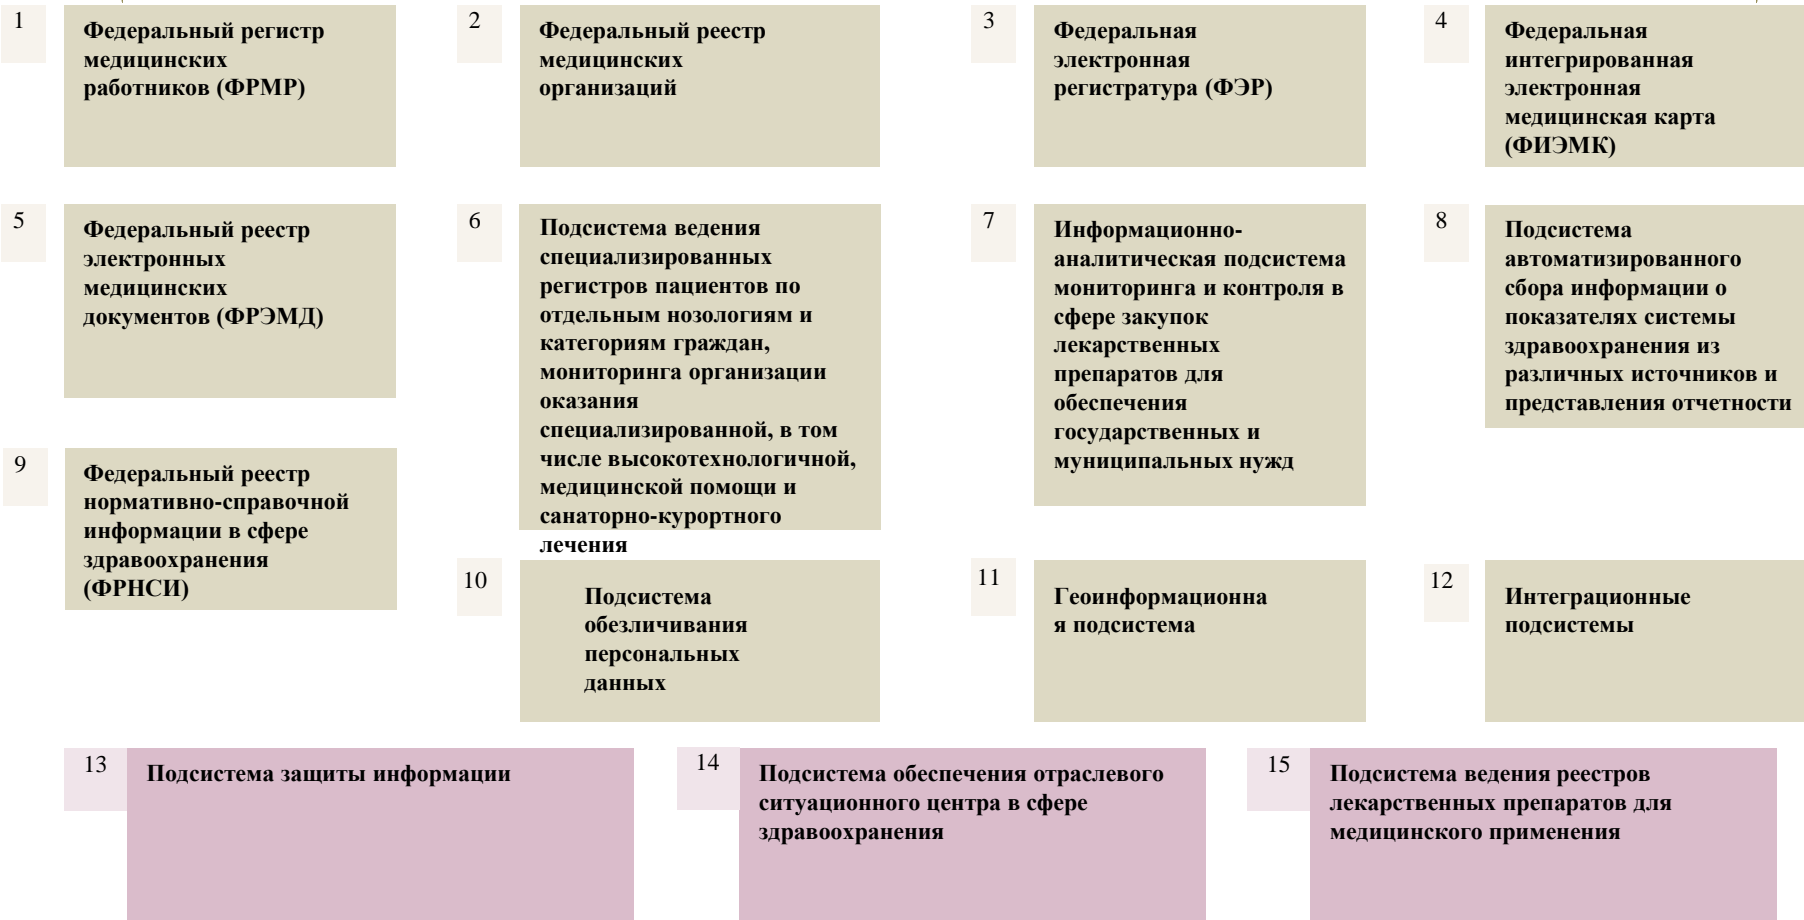 1
Федеральный регистр
медицинских
работников (ФРМР)
2
Федеральный реестр
медицинских
организаций
3
Федеральная
электронная
регистратура (ФЭР)
4
Федеральная
интегрированная
электронная
медицинская карта
(ФИЭМК)
5
Федеральный реестр
электронных
медицинских
документов (ФРЭМД)
6
Подсистема ведения
специализированных
регистров пациентов по
отдельным нозологиям и
категориям граждан,
мониторинга организации
оказания
специализированной, в том
числе высокотехнологичной,
медицинской помощи и
санаторно-курортного
лечения
7
Информационно-
аналитическая подсистема
мониторинга и контроля в
сфере закупок
лекарственных
препаратов для
обеспечения
государственных и
муниципальных нужд
8
Подсистема
автоматизированного
сбора информации о
показателях системы
здравоохранения из
различных источников и
представления отчетности
9
Федеральный реестр
нормативно-справочной
информации в сфере
здравоохранения
(ФРНСИ)
10
Подсистема
обезличивания
персональных
данных
11
Геоинформационна
я подсистема
12
Интеграционные
подсистемы
13
Подсистема защиты информации
14
Подсистема обеспечения отраслевого
ситуационного центра в сфере
здравоохранения
15
Подсистема ведения реестров
лекарственных препаратов для
медицинского применения